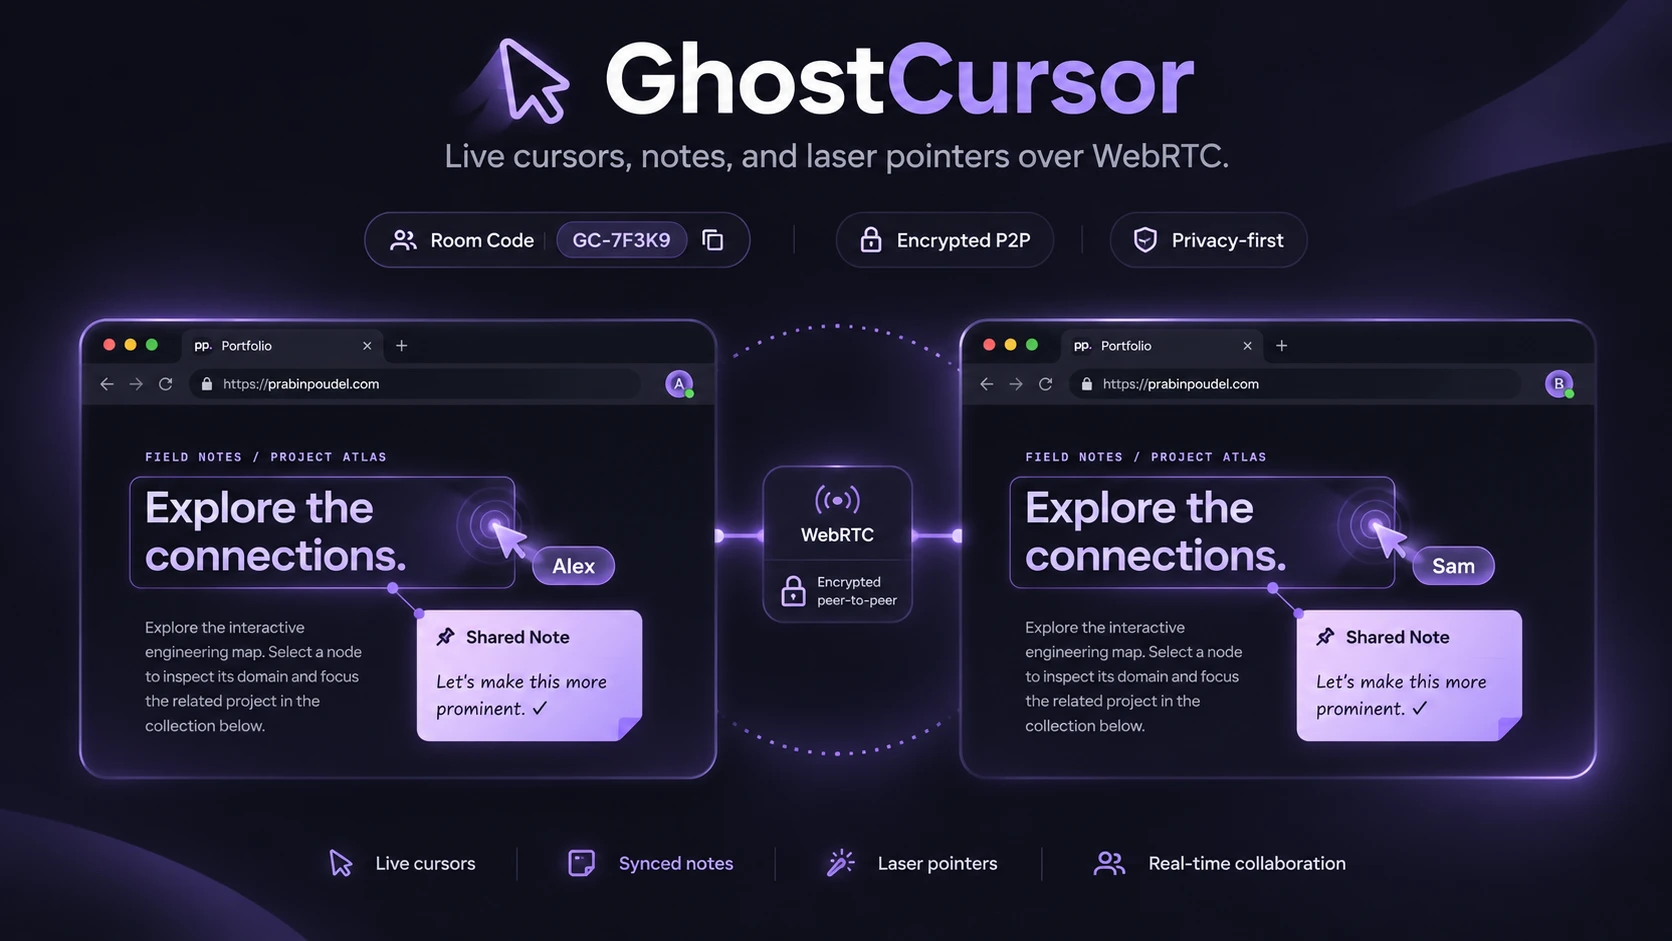 GhostCursor
Live cursors, notes, and laser pointers over WebRTC.
Room Code GC-7F3K9
Encrypted P2P
Privacy-first
pp. Portfolio
https://prabinpoudel.com
A
FIELD NOTES / PROJECT ATLAS
Explore the
connections.
Alex
Explore the interactive
engineering map. Select a node
to inspect its domain and focus
the related project in the
collection below.
Shared Note
Let's make this more
prominent. ✓
WebRTC
Encrypted
peer-to-peer
pp. Portfolio
https://prabinpoudel.com
B
FIELD NOTES / PROJECT ATLAS
Explore the
connections.
Sam
Explore the interactive
engineering map. Select a node
to inspect its domain and focus
the related project in the
collection below.
Shared Note
Let's make this more
prominent. ✓
Live cursors
Synced notes
Laser pointers
Real-time collaboration